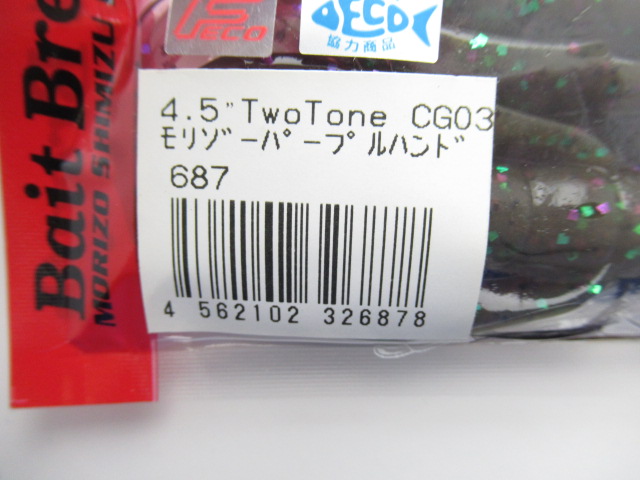 FECO
ECO
協力商品
Bait Bre
MORIZO SHIMIZU
4.5"TwoTone CG03
ﾓﾘｿﾞｰﾊﾟｰﾌﾟﾙﾊﾝﾄﾞ
687
4 562102 326878